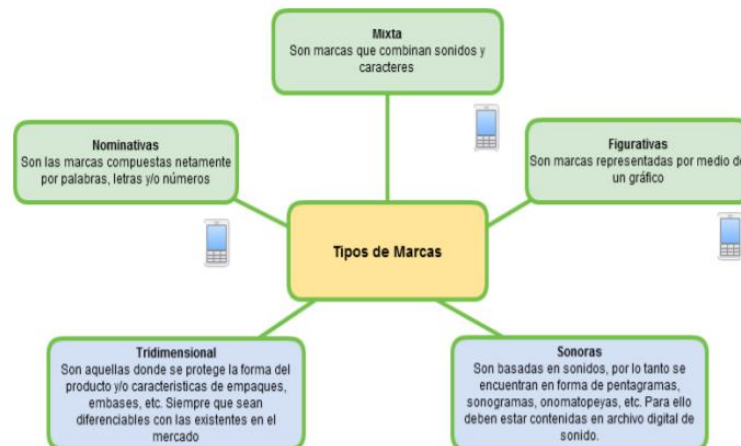 Mixta
Son marcas que combinan sonidos y
caracteres
Nominativas
Son las marcas compuestas netamente
por palabras, letras y/o números
Figurativas
Son marcas representadas por medio de
un gráfico
Tipos de Marcas
Tridimensional
Son aquellas donde se protege la forma del
producto y/o caracteristicas de empaques,
embases, etc. Siempre que sean
diferenciables con las existentes en el
mercado
Sonoras
Son basadas en sonidos, por lo tanto se
encuentran en forma de pentagramas,
sonogramas, onomatopeyas, etc. Para ello
deben estar contenidas en archivo digital de
sonido.